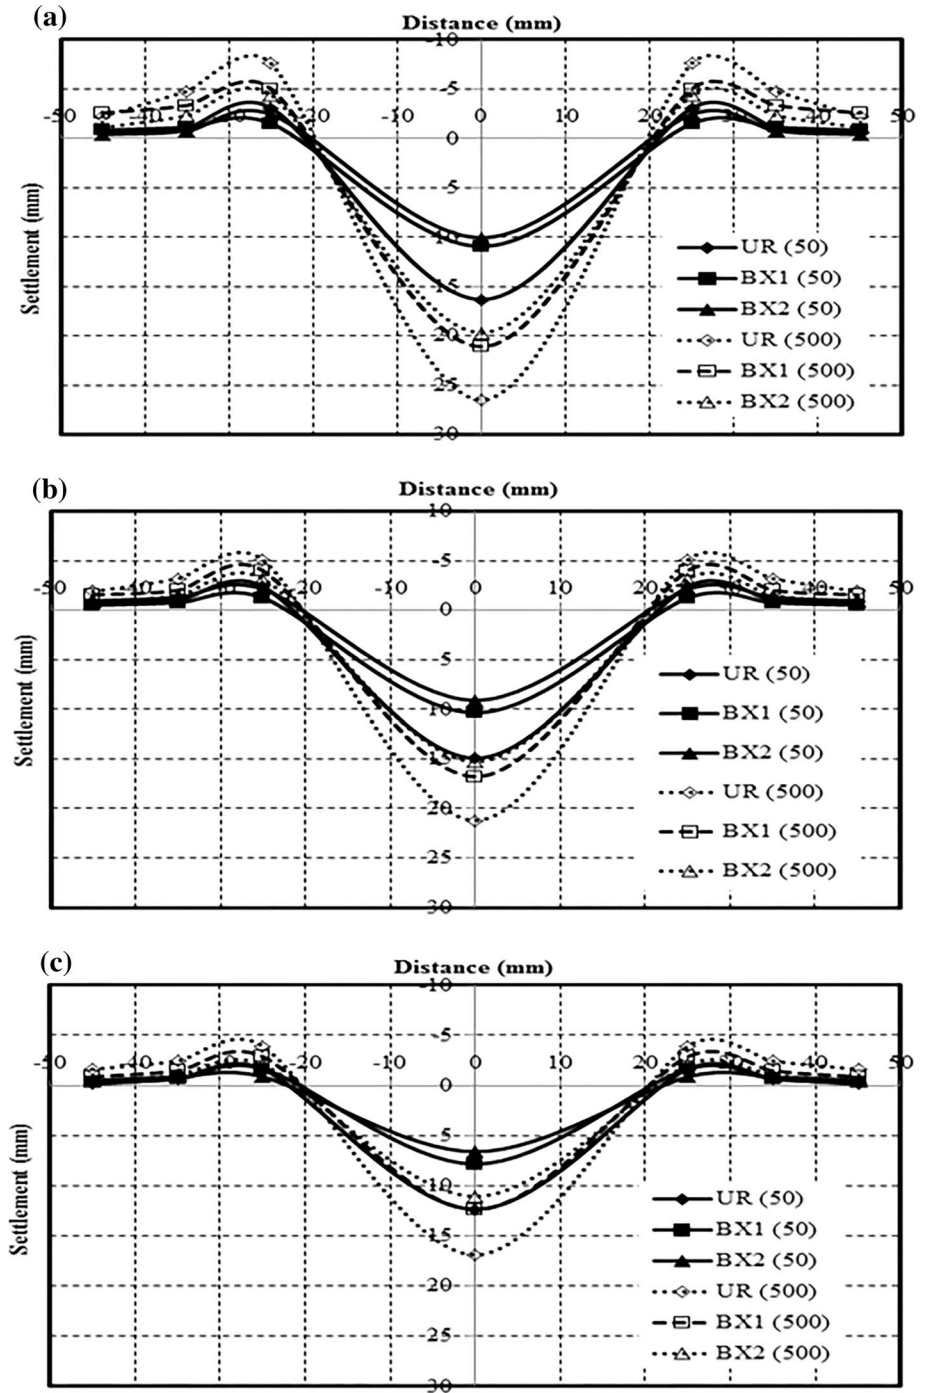 (a)
Distance (mm)
-10
-5
-50 -40 -30 -20 -10 0 10 20 30 40 50
0
5
10
15
20
25
30
Settlement (mm)
UR (50)
BX1 (50)
BX2 (50)
UR (500)
BX1 (500)
BX2 (500)
(b)
Distance (mm)
-10
-5
-50 -40 -20 -10 0 10 20 40 50
0
5
10
15
20
25
30
Settlement (mm)
UR (50)
BX1 (50)
BX2 (50)
UR (500)
BX1 (500)
BX2 (500)
(c)
Distance (mm)
-10
-5
-50 -40 -20 -10 0 10 20 40 50
0
5
10
15
20
25
30
Settlement (mm)
UR (50)
BX1 (50)
BX2 (50)
UR (500)
BX1 (500)
BX2 (500)